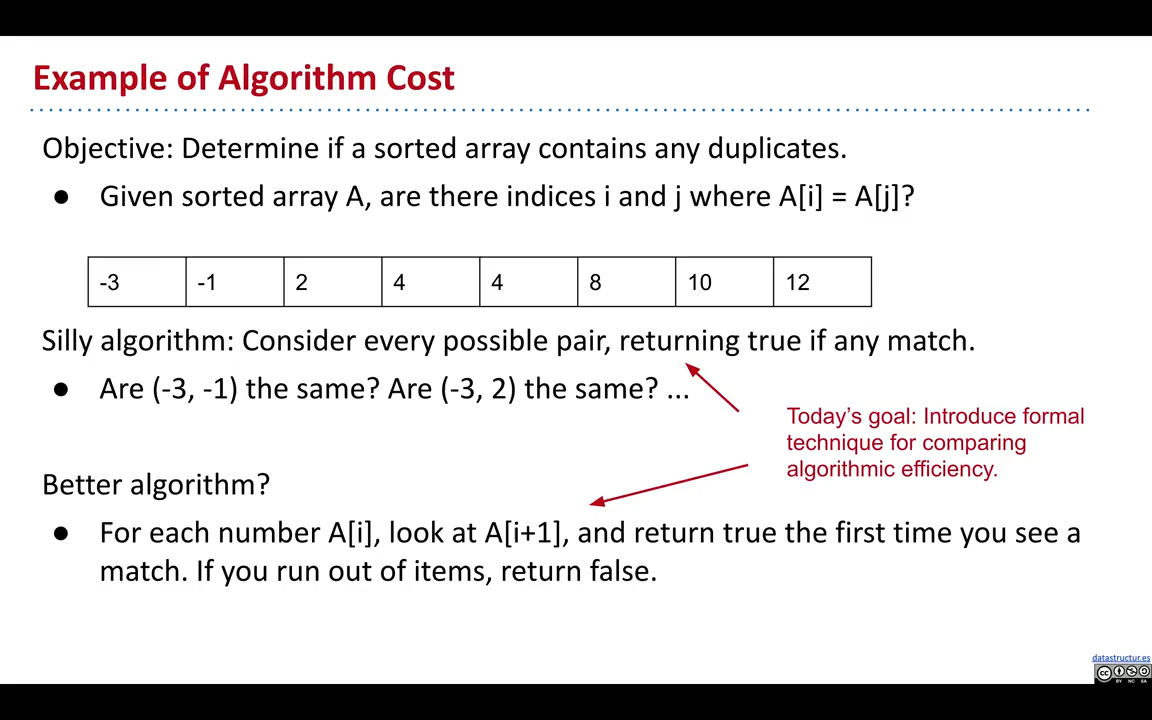 Example of Algorithm Cost
Objective: Determine if a sorted array contains any duplicates.
● Given sorted array A, are there indices i and j where A[i] = A[j]?
-3 -1 2 4 4 8 10 12
Silly algorithm: Consider every possible pair, returning true if any match.
● Are (-3, -1) the same? Are (-3, 2) the same? ...
Today’s goal: Introduce formal
technique for comparing
algorithmic efficiency.
Better algorithm?
● For each number A[i], look at A[i+1], and return true the first time you see a
match. If you run out of items, return false.
datastructur.es
cc
BY NC SA